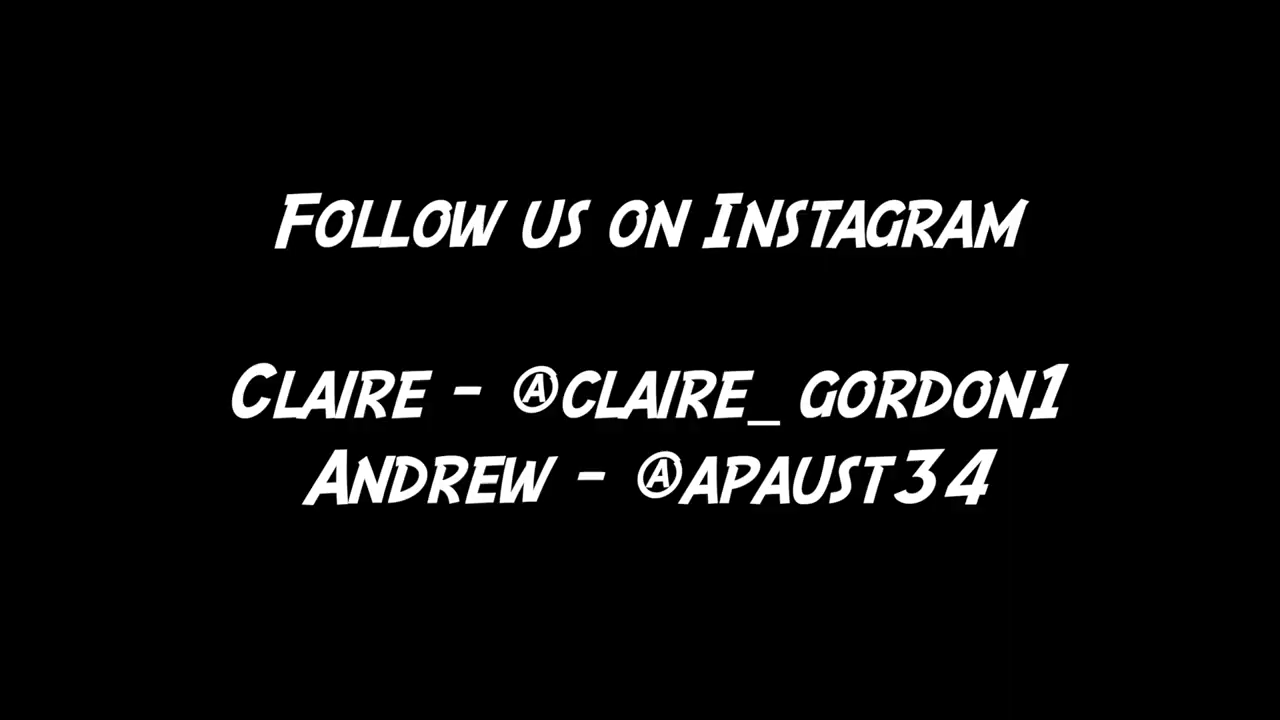 Follow us on Instagram
Claire - @claire_gordon1
Andrew - @apaust34